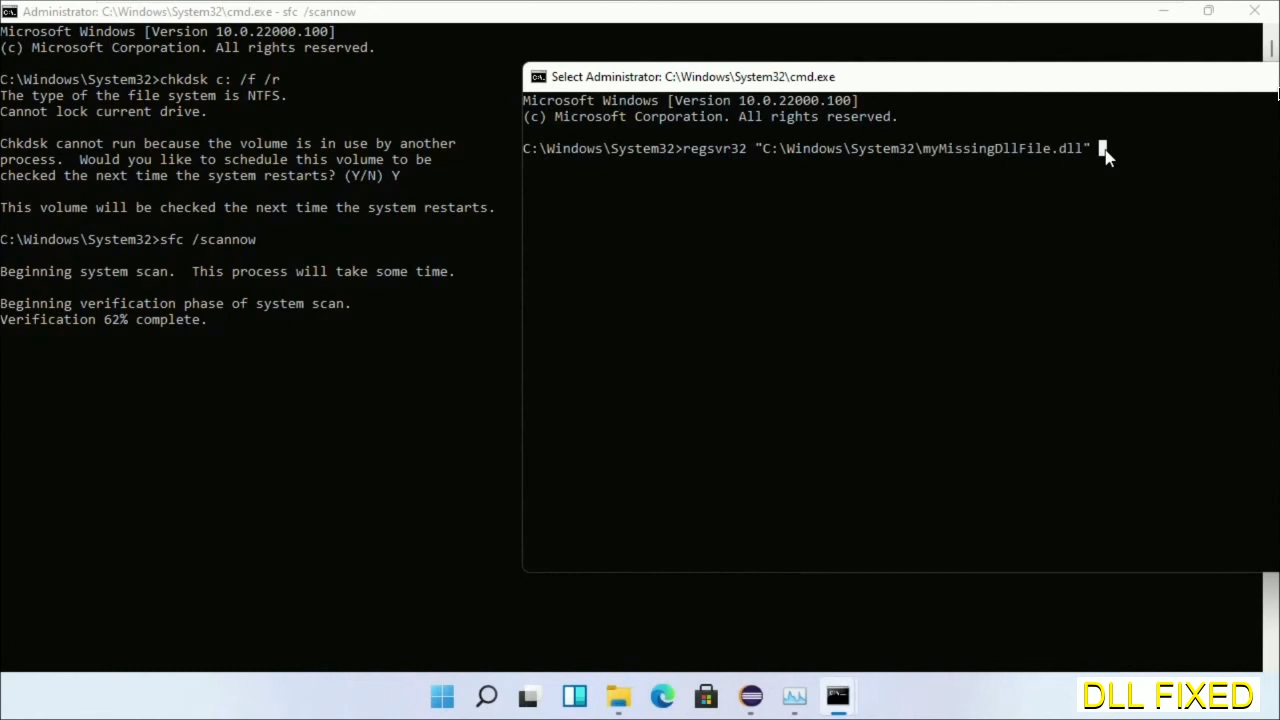 Administrator: C:\Windows\System32\cmd.exe - sfc /scannow
Microsoft Windows [Version 10.0.22000.100]
(c) Microsoft Corporation. All rights reserved.
C:\Windows\System32>chkdsk c: /f /r
The type of the file system is NTFS.
Cannot lock current drive.
Chkdsk cannot run because the volume is in use by another
process.  Would you like to schedule this volume to be
checked the next time the system restarts? (Y/N) Y
This volume will be checked the next time the system restarts.
C:\Windows\System32>sfc /scannow
Beginning system scan.  This process will take some time.
Beginning verification phase of system scan.
Verification 62% complete.
Select Administrator: C:\Windows\System32\cmd.exe
Microsoft Windows [Version 10.0.22000.100]
(c) Microsoft Corporation. All rights reserved.
C:\Windows\System32>regsvr32 "C:\Windows\System32\myMissingDllFile.dll"
DLL FIXED